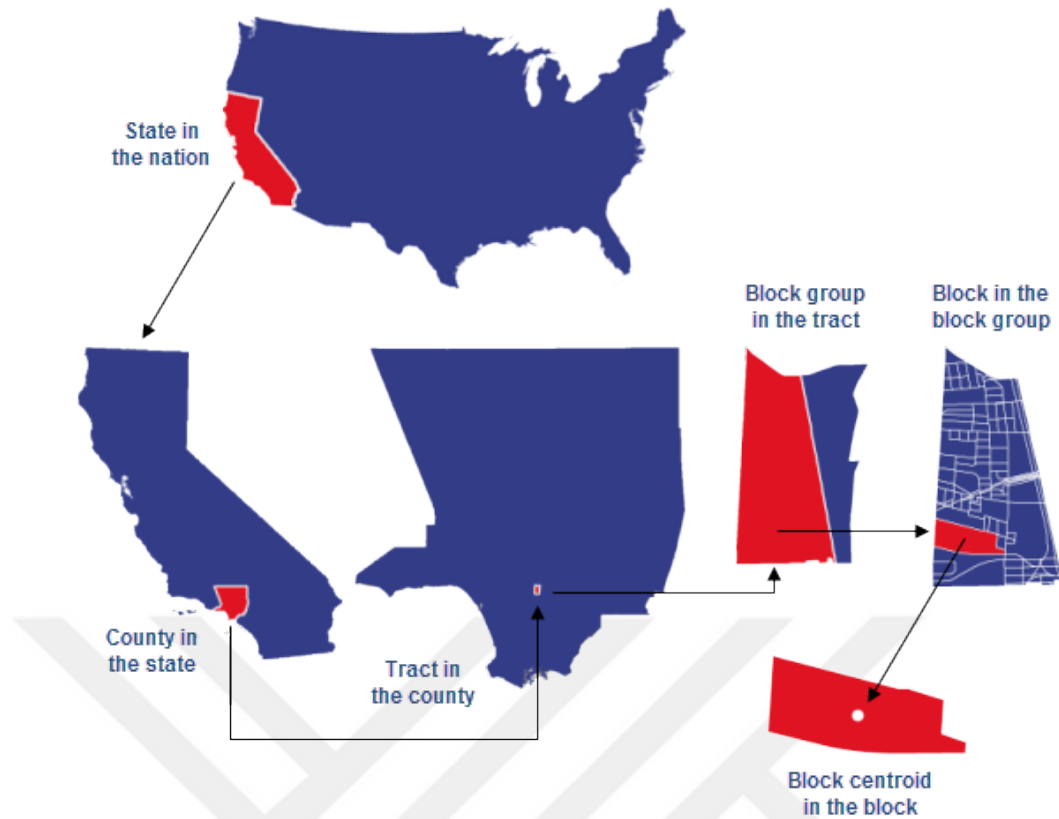 State in
the nation
Block group
in the tract
Block in the
block group
County in
the state
Tract in
the county
Block centroid
in the block